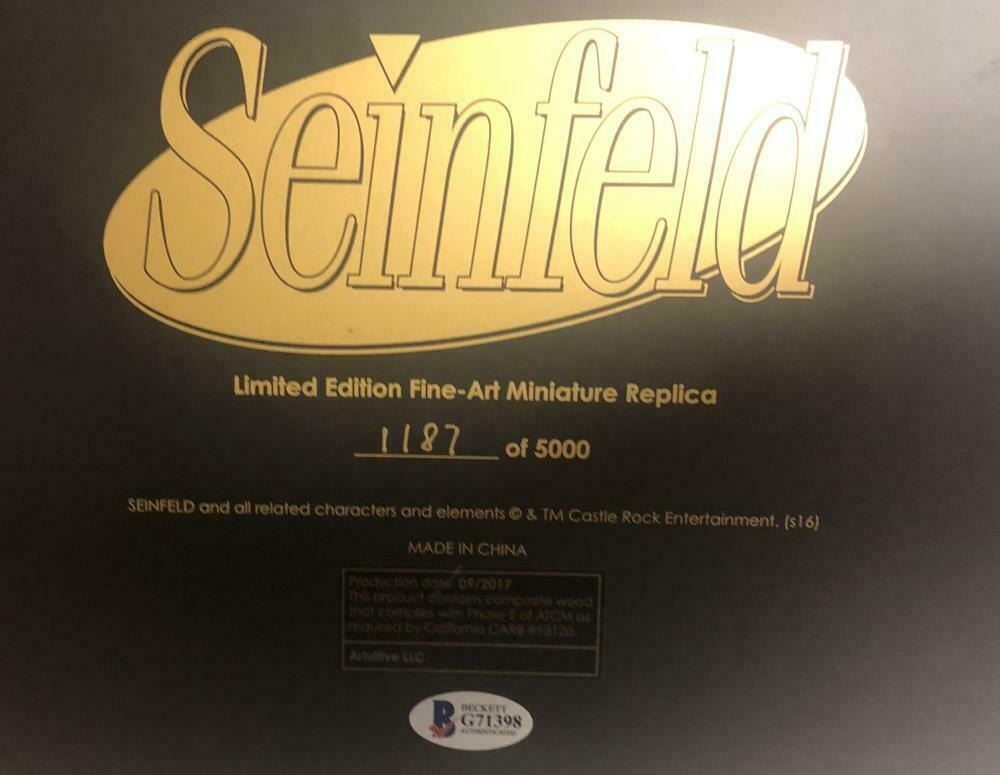 Seinfeld
Limited Edition Fine-Art Miniature Replica
1187 of 5000
SEINFELD and all related characters and elements © & TM Castle Rock Entertainment. (s16)
MADE IN CHINA
Production date: 09/2017
This product contains composite wood
that complies with Phase 2 of ATCM as
required by California CARB #93120.
Artuitive LLC.
BECKETT
G71398
AUTHENTICATED